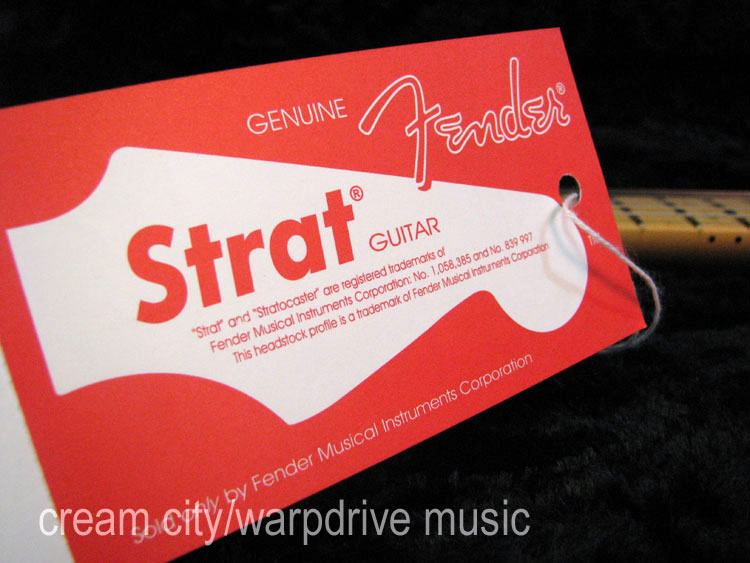 GENUINE Fender®
Strat® GUITAR
"Strat" and "Stratocaster" are registered trademarks of
Fender Musical Instruments Corporation: No. 1,058,385 and No. 839 997
This headstock profile is a trademark of Fender Musical Instruments Corporation
Sold only by Fender Musical Instruments Corporation
cream city/warpdrive music